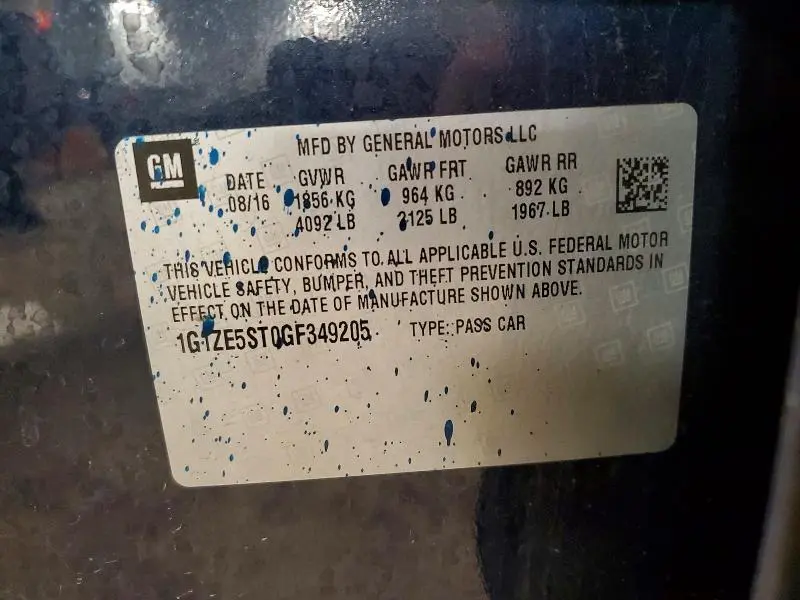 GM
MFD BY GENERAL MOTORS LLC
DATE GVWR GAWR FRT GAWR RR
08/16 1856 KG 964 KG 892 KG
4092 LB 2125 LB 1967 LB
THIS VEHICLE CONFORMS TO ALL APPLICABLE U.S. FEDERAL MOTOR
VEHICLE SAFETY, BUMPER, AND THEFT PREVENTION STANDARDS IN
EFFECT ON THE DATE OF MANUFACTURE SHOWN ABOVE.
1G1ZE5ST0GF349205 TYPE: PASS CAR